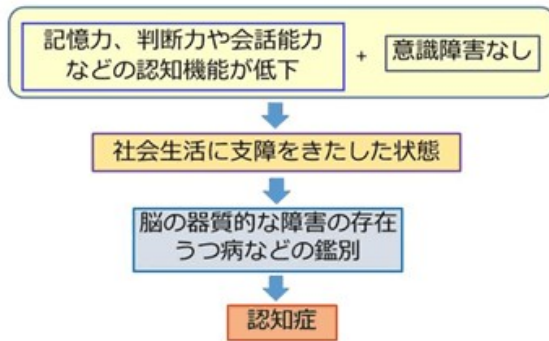 記憶力、判断力や会話能力
などの認知機能が低下
+
意識障害なし
社会生活に支障をきたした状態
脳の器質的な障害の存在
うつ病などの鑑別
認知症